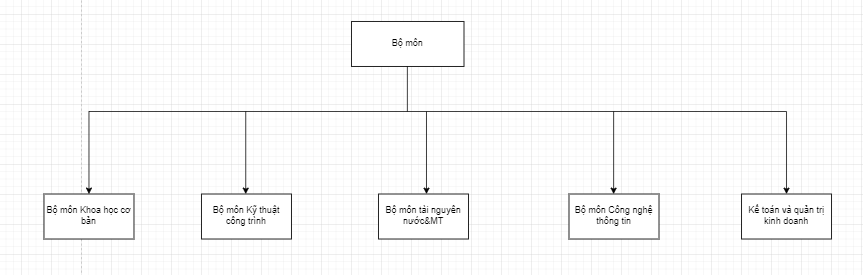 Bộ môn
Bộ môn Khoa học cơ
bản
Bộ môn Kỹ thuật
công trình
Bộ môn tài nguyên
nước&MT
Bộ môn Công nghệ
thông tin
Kế toán và quản trị
kinh doanh